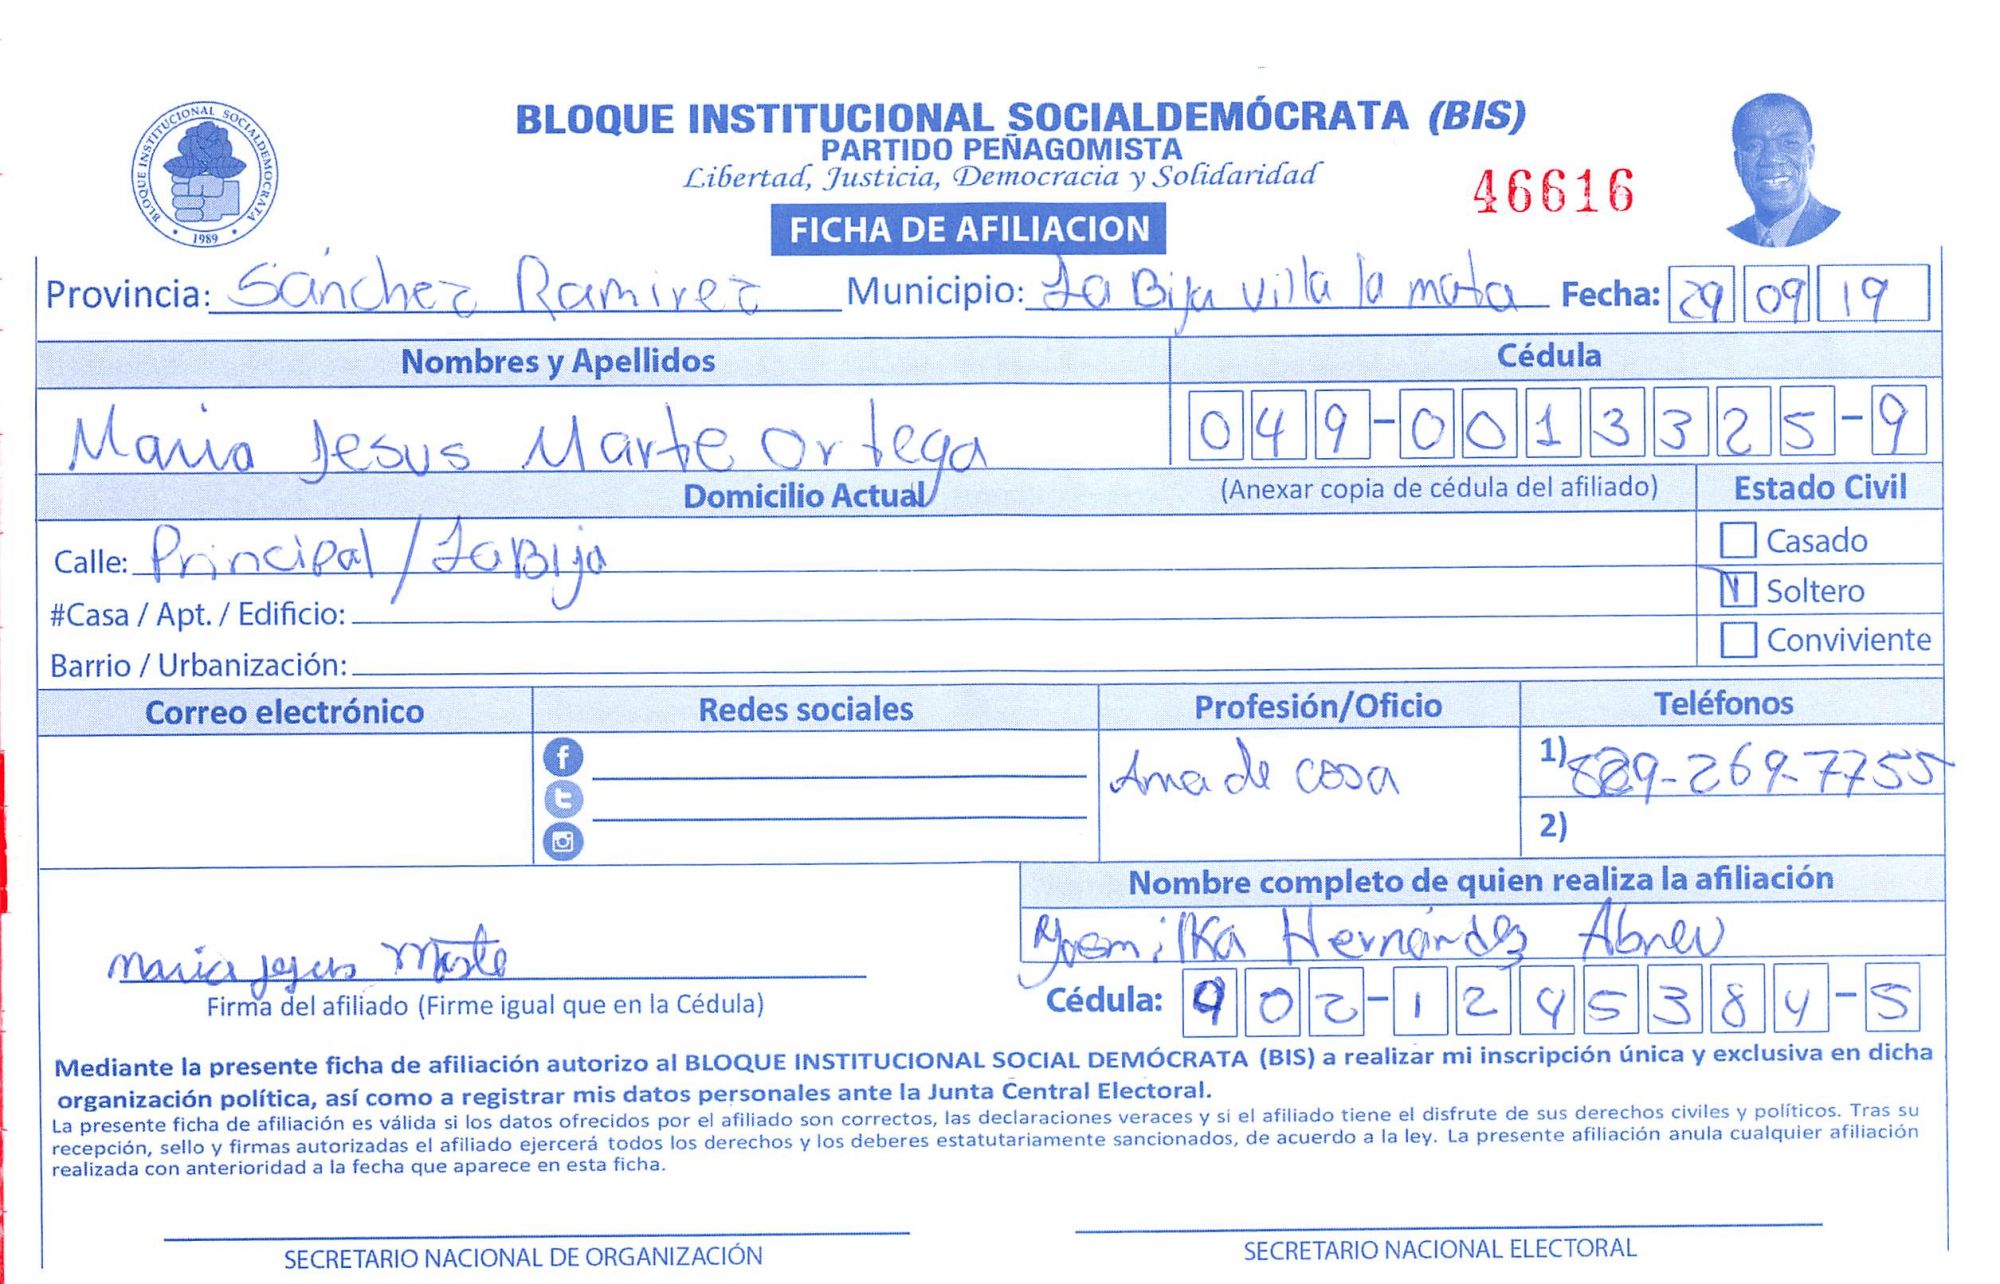 BLOQUE INSTITUCIONAL SOCIALDEMÓCRATA (BIS)
PARTIDO PEÑAGOMISTA
Libertad, Justicia, Democracia y Solidaridad
46616
BLOQUE INSTITUCIONAL SOCIALDEMOCRATA
1989
FICHA DE AFILIACION
Provincia: Sánchez Ramirez Municipio: La Bija Villa la mata Fecha: 29 09 19
Nombres y Apellidos Cédula
Maria Jesus Marte Ortega 049-0013325-9
Domicilio Actual (Anexar copia de cédula del afiliado) Estado Civil
Calle: Principal / La Bija
Casado
#Casa / Apt. / Edificio:
Soltero
Barrio / Urbanización:
Conviviente
Correo electrónico Redes sociales Profesión/Oficio Teléfonos
Ama de casa 1) 829-269-7755
2)
Nombre completo de quien realiza la afiliación
Hernández Abreu
Maria Jesus Marte
Firma del afiliado (Firme igual que en la Cédula)
Cédula: 402-1295384-5
Mediante la presente ficha de afiliación autorizo al BLOQUE INSTITUCIONAL SOCIAL DEMÓCRATA (BIS) a realizar mi inscripción única y exclusiva en dicha
organización política, así como a registrar mis datos personales ante la Junta Central Electoral.
La presente ficha de afiliación es válida si los datos ofrecidos por el afiliado son correctos, las declaraciones veraces y si el afiliado tiene el disfrute de sus derechos civiles y políticos. Tras su
recepción, sello y firmas autorizadas el afiliado ejercerá todos los derechos y los deberes estatutariamente sancionados, de acuerdo a la ley. La presente afiliación anula cualquier afiliación
realizada con anterioridad a la fecha que aparece en esta ficha.
SECRETARIO NACIONAL DE ORGANIZACIÓN SECRETARIO NACIONAL ELECTORAL